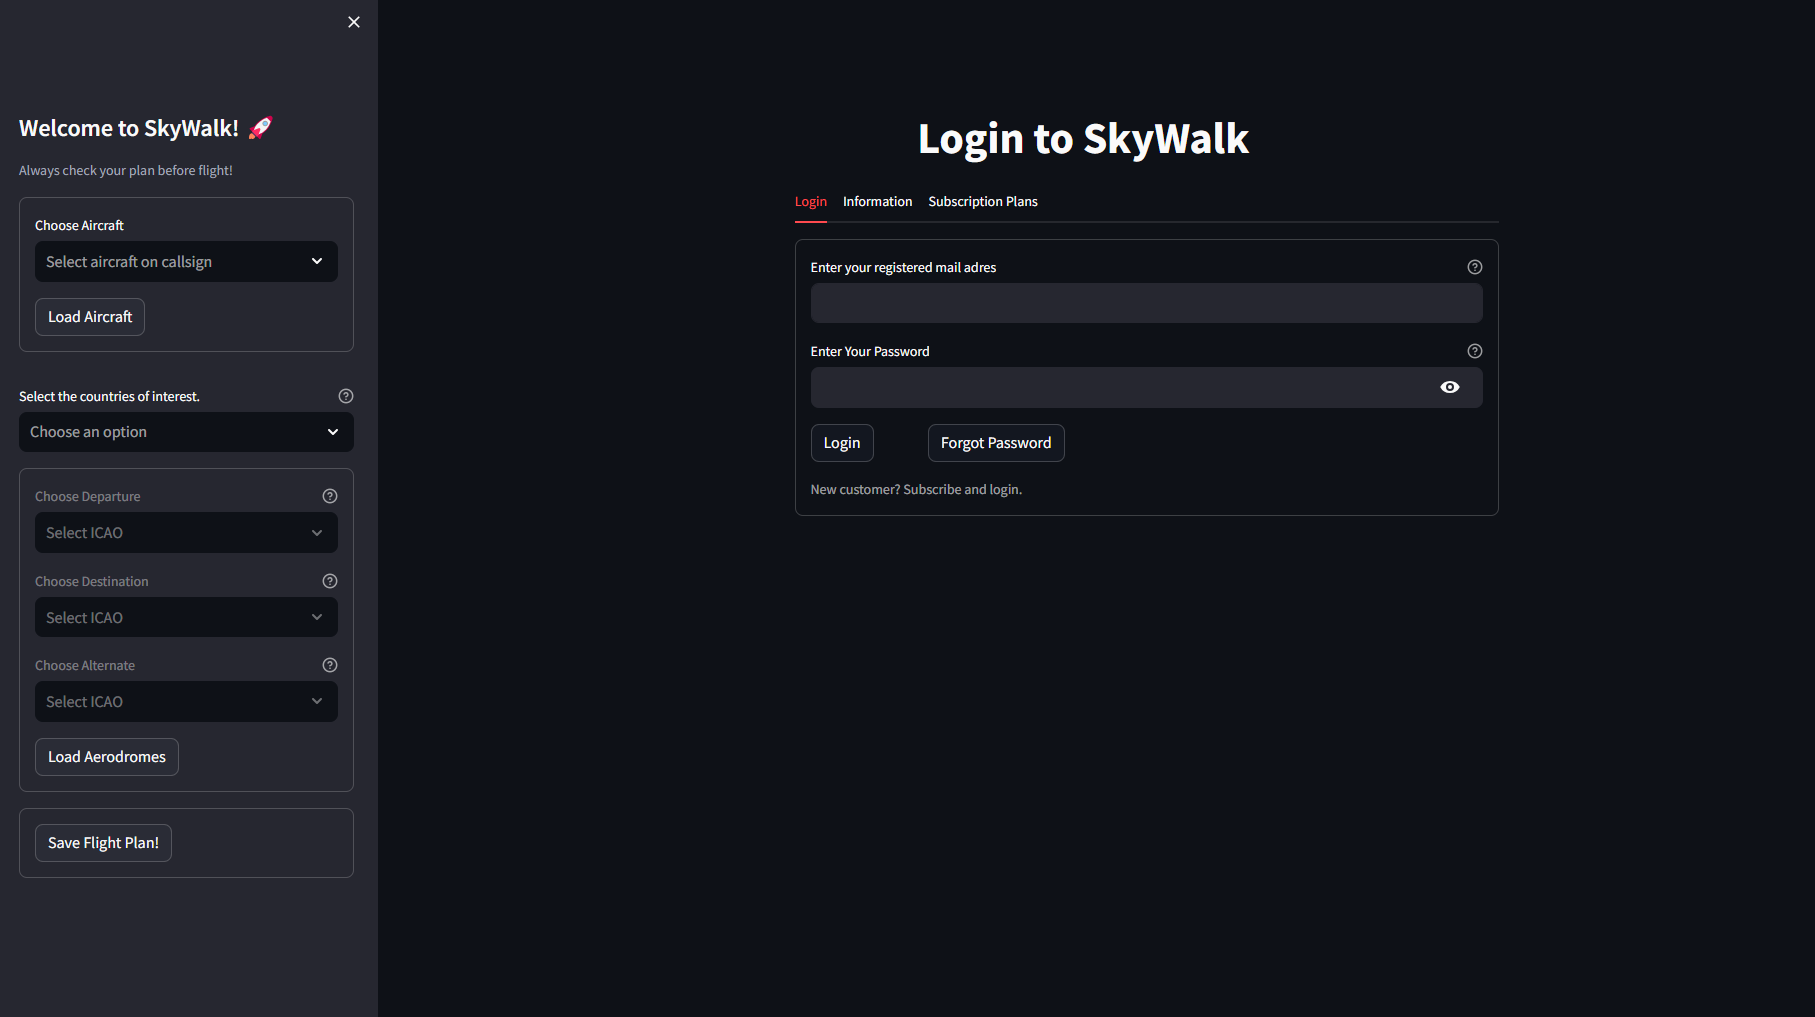 Welcome to SkyWalk! 🚀
Always check your plan before flight!
Choose Aircraft
Select aircraft on callsign
Load Aircraft
Select the countries of interest.
Choose an option
Choose Departure
Select ICAO
Choose Destination
Select ICAO
Choose Alternate
Select ICAO
Load Aerodromes
Save Flight Plan!
Login to SkyWalk
Login Information Subscription Plans
Enter your registered mail adres
Enter Your Password
Login Forgot Password
New customer? Subscribe and login.